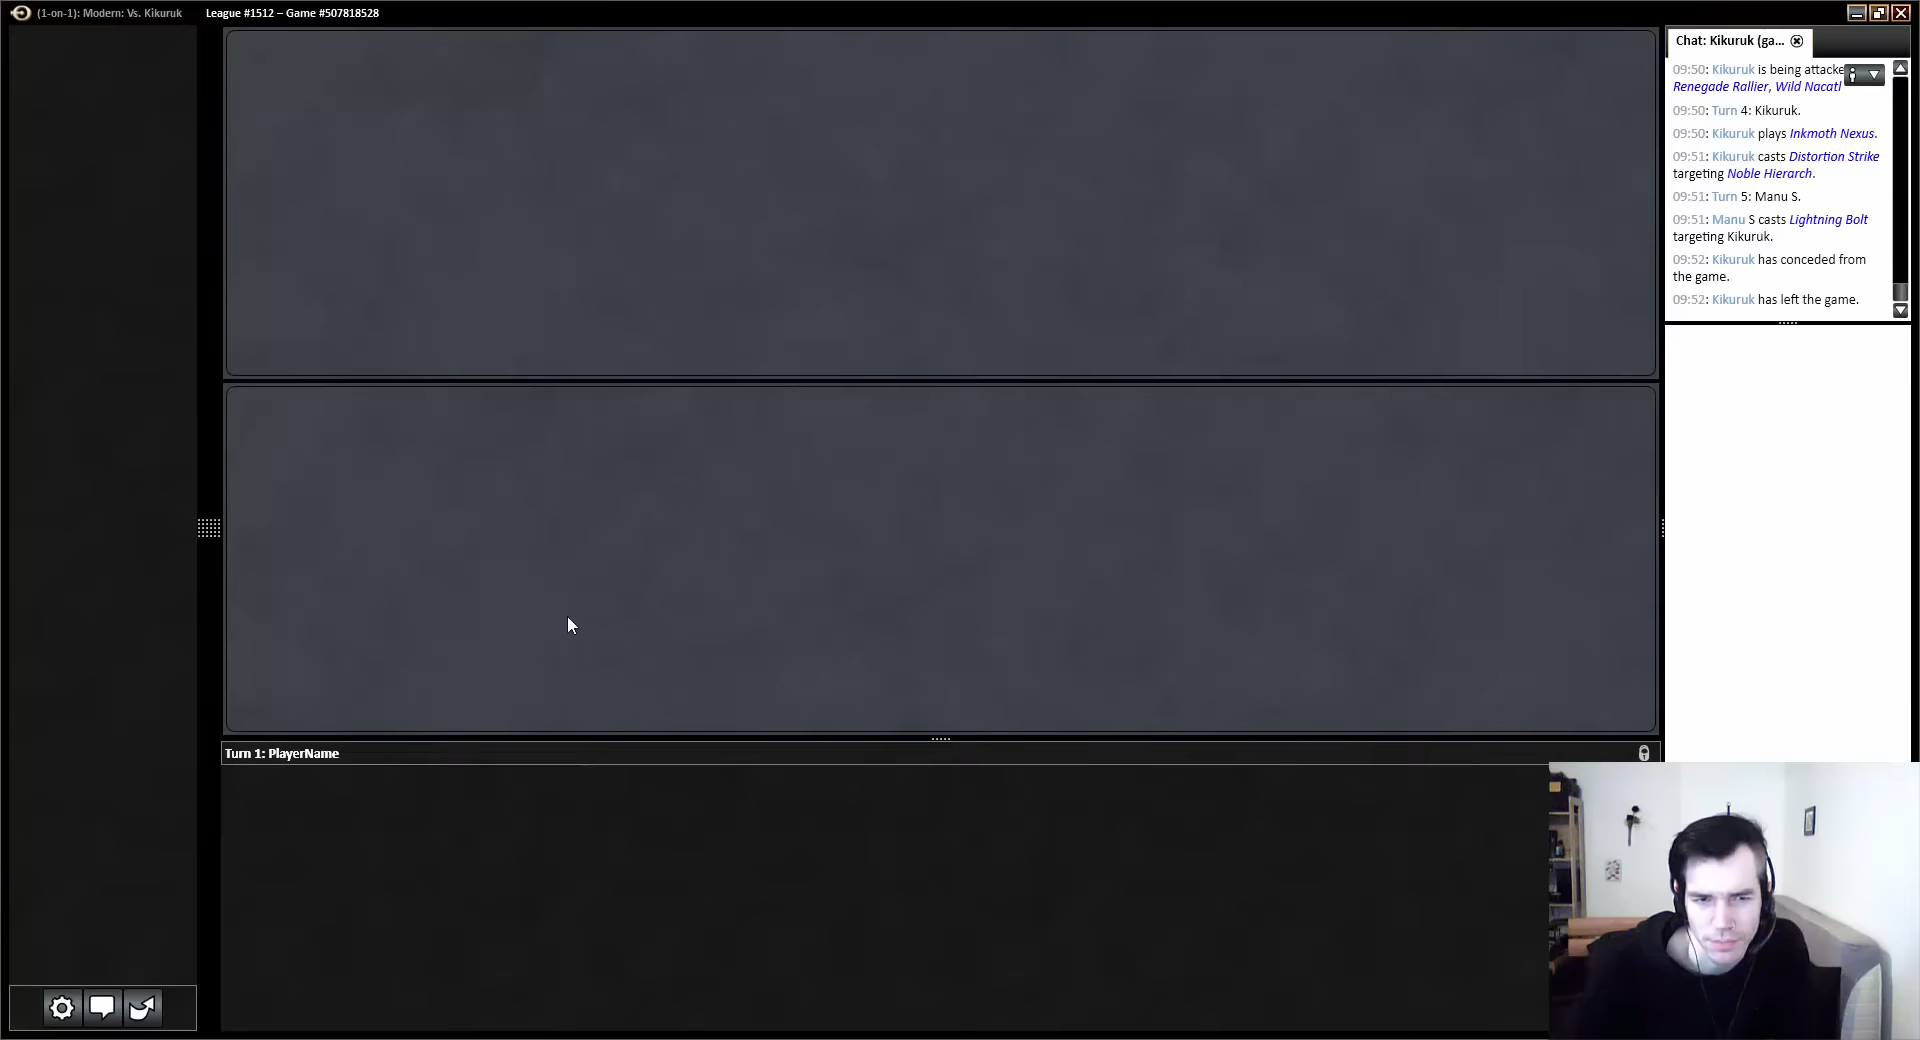 (1-on-1): Modern: Vs. Kikuruk
League #1512 – Game #507818528
Chat: Kikuruk (ga...
09:50: Kikuruk is being attacke
Renegade Rallier, Wild Nacatl
09:50: Turn 4: Kikuruk.
09:50: Kikuruk plays Inkmoth Nexus.
09:51: Kikuruk casts Distortion Strike
targeting Noble Hierarch.
09:51: Turn 5: Manu S.
09:51: Manu S casts Lightning Bolt
targeting Kikuruk.
09:52: Kikuruk has conceded from
the game.
09:52: Kikuruk has left the game.
Turn 1: PlayerName